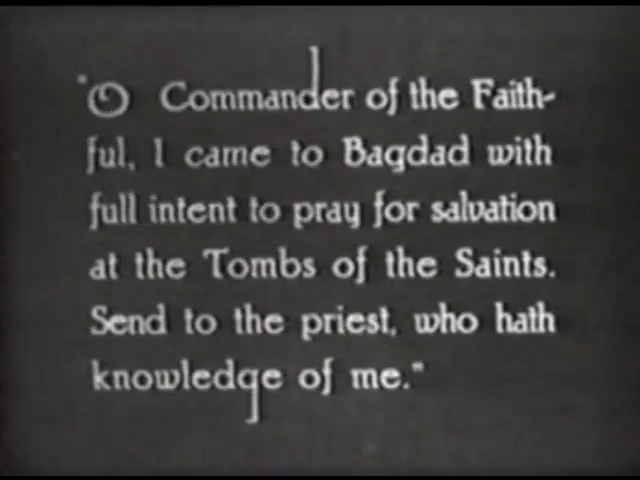 "O Commander of the Faith-
ful, I came to Bagdad with
full intent to pray for salvation
at the Tombs of the Saints.
Send to the priest, who hath
knowledge of me."